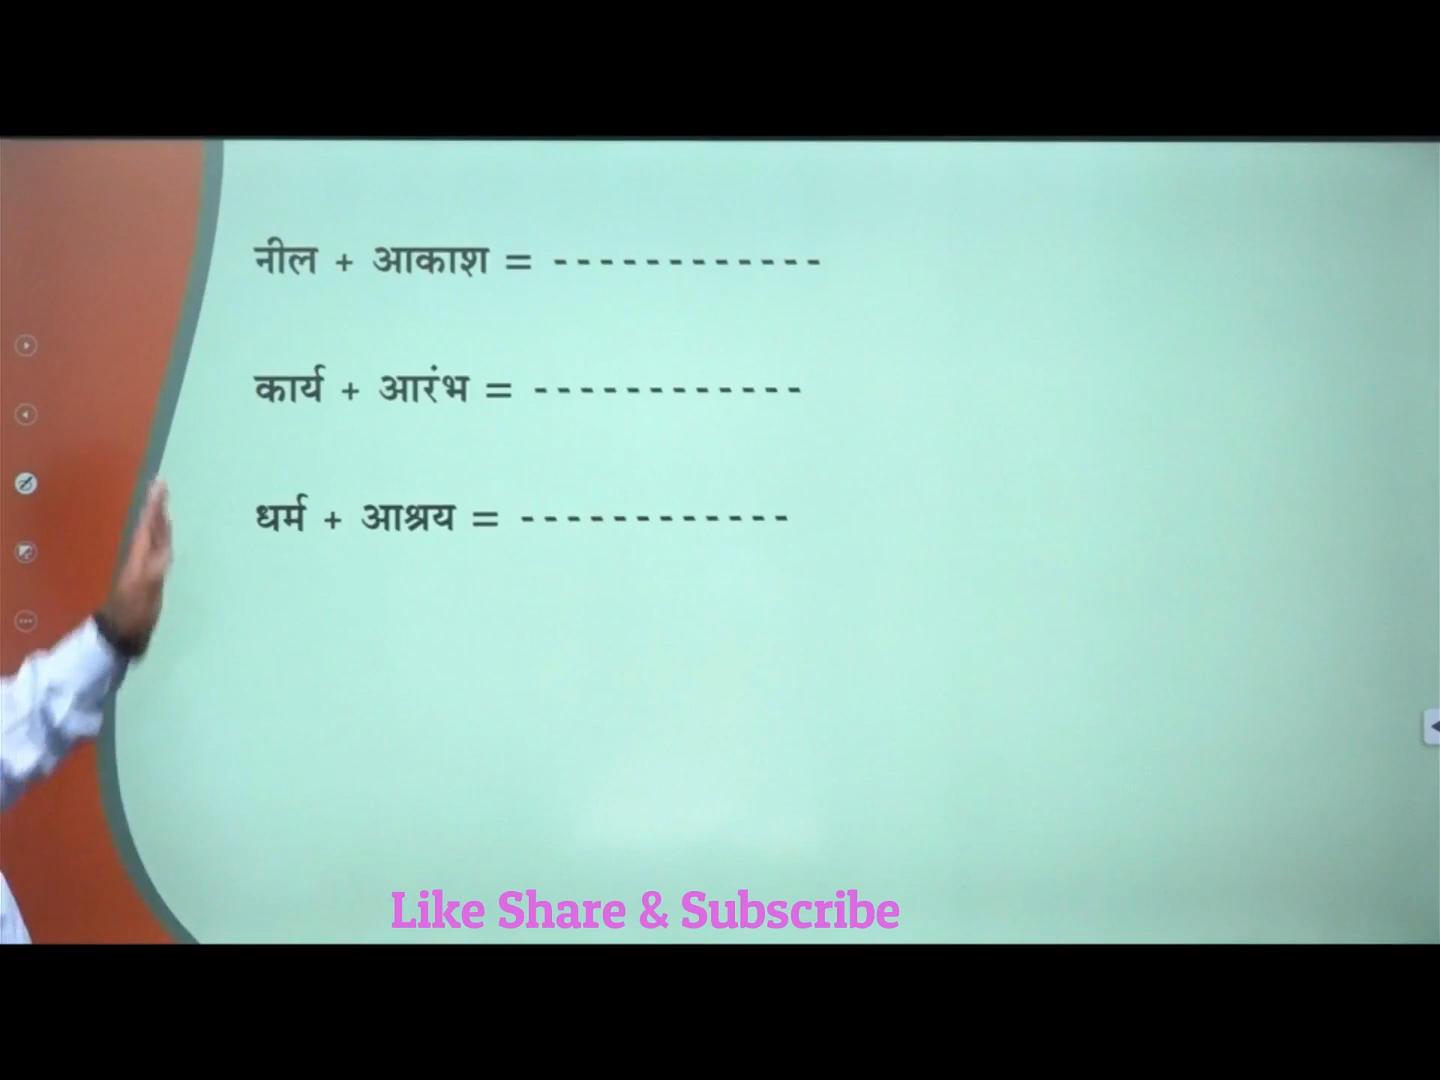 नील + आकाश = ------------
कार्य + आरंभ = ------------
धर्म + आश्रय = ------------
Like Share & Subscribe